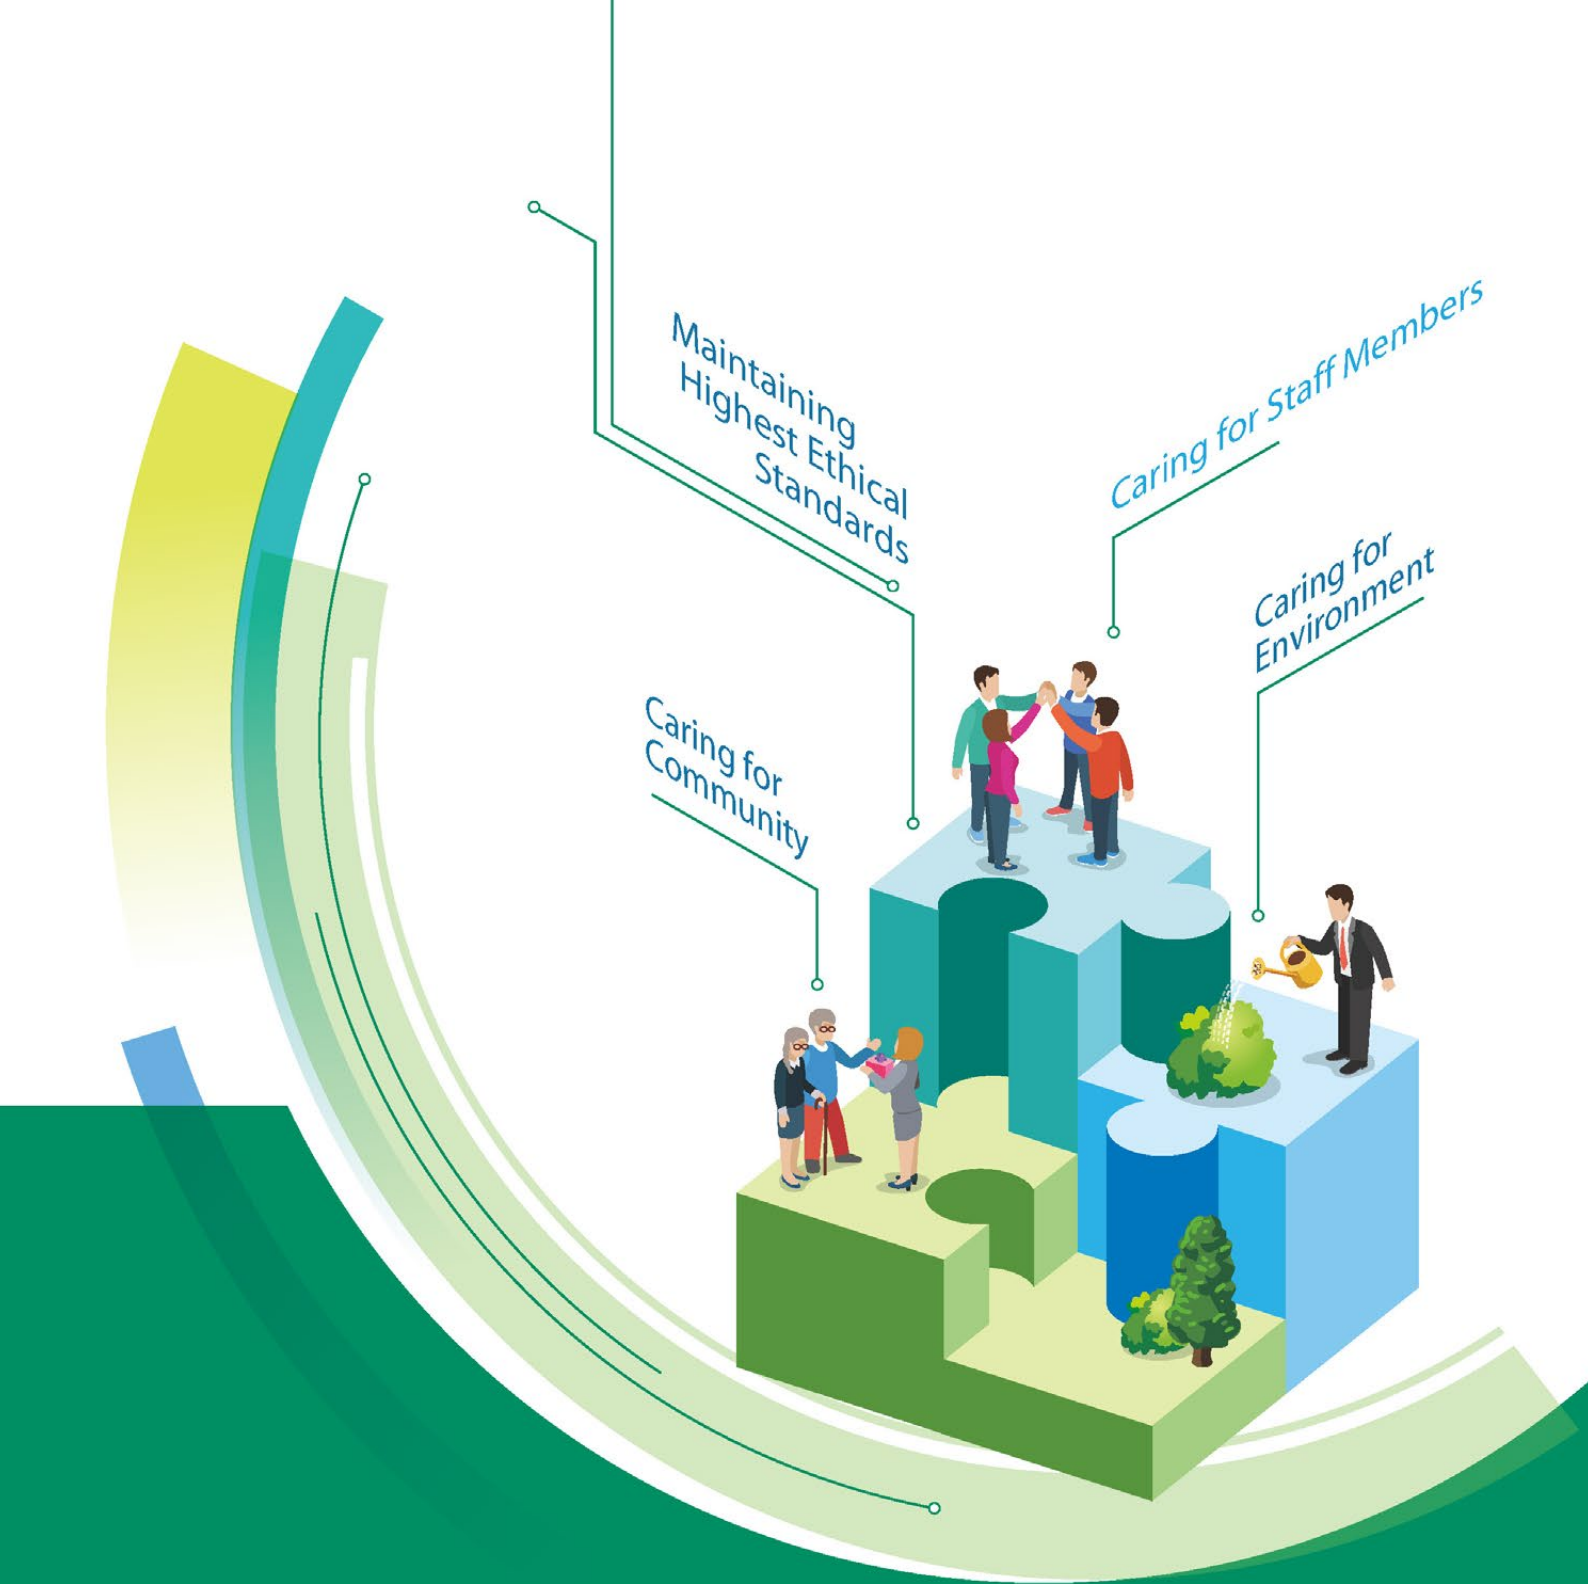 Maintaining
Highest Ethical
Standards
Caring for Staff Members
Caring for
Environment
Caring for
Community